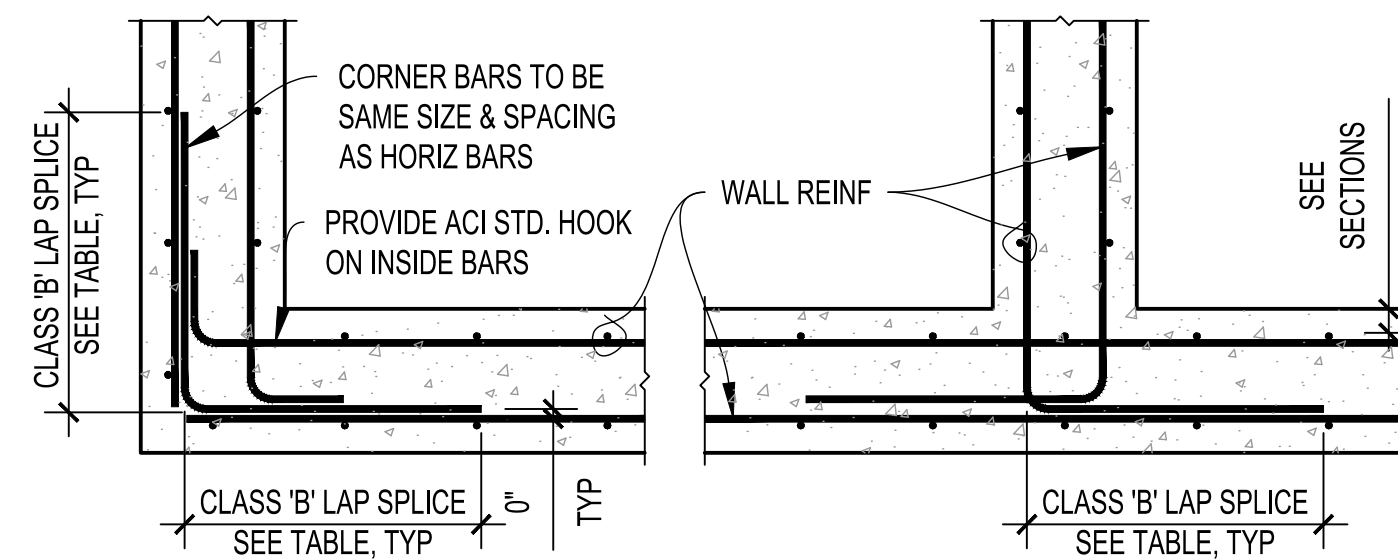 CORNER BARS TO BE
SAME SIZE & SPACING
AS HORIZ BARS
CLASS 'B' LAP SPLICE
SEE TABLE, TYP
PROVIDE ACI STD. HOOK
ON INSIDE BARS
WALL REINF
SEE
SECTIONS
CLASS 'B' LAP SPLICE
SEE TABLE, TYP
0"
TYP
CLASS 'B' LAP SPLICE
SEE TABLE, TYP